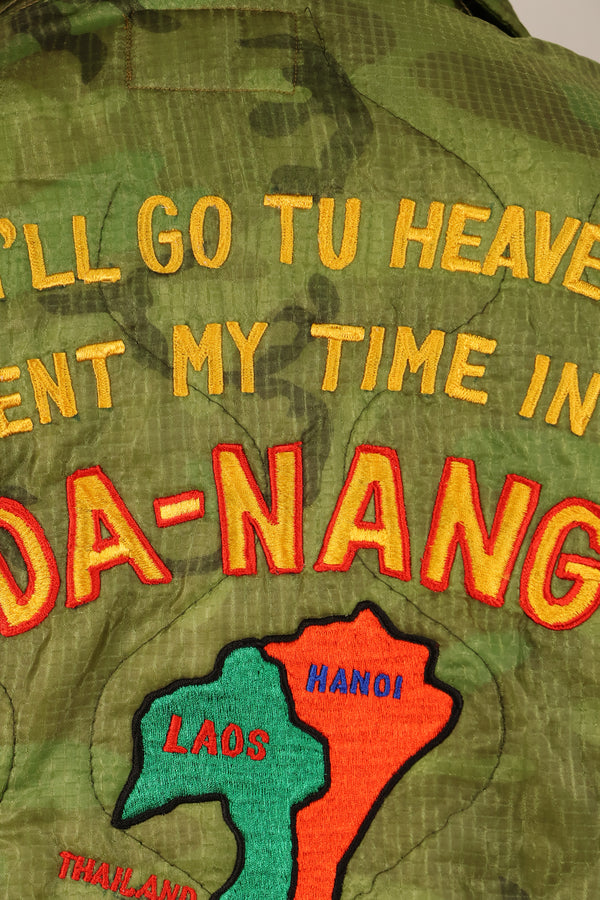 I'LL GO TU HEAVE
ENT MY TIME IN
DA-NANG
HANOI
LAOS
THAILAND